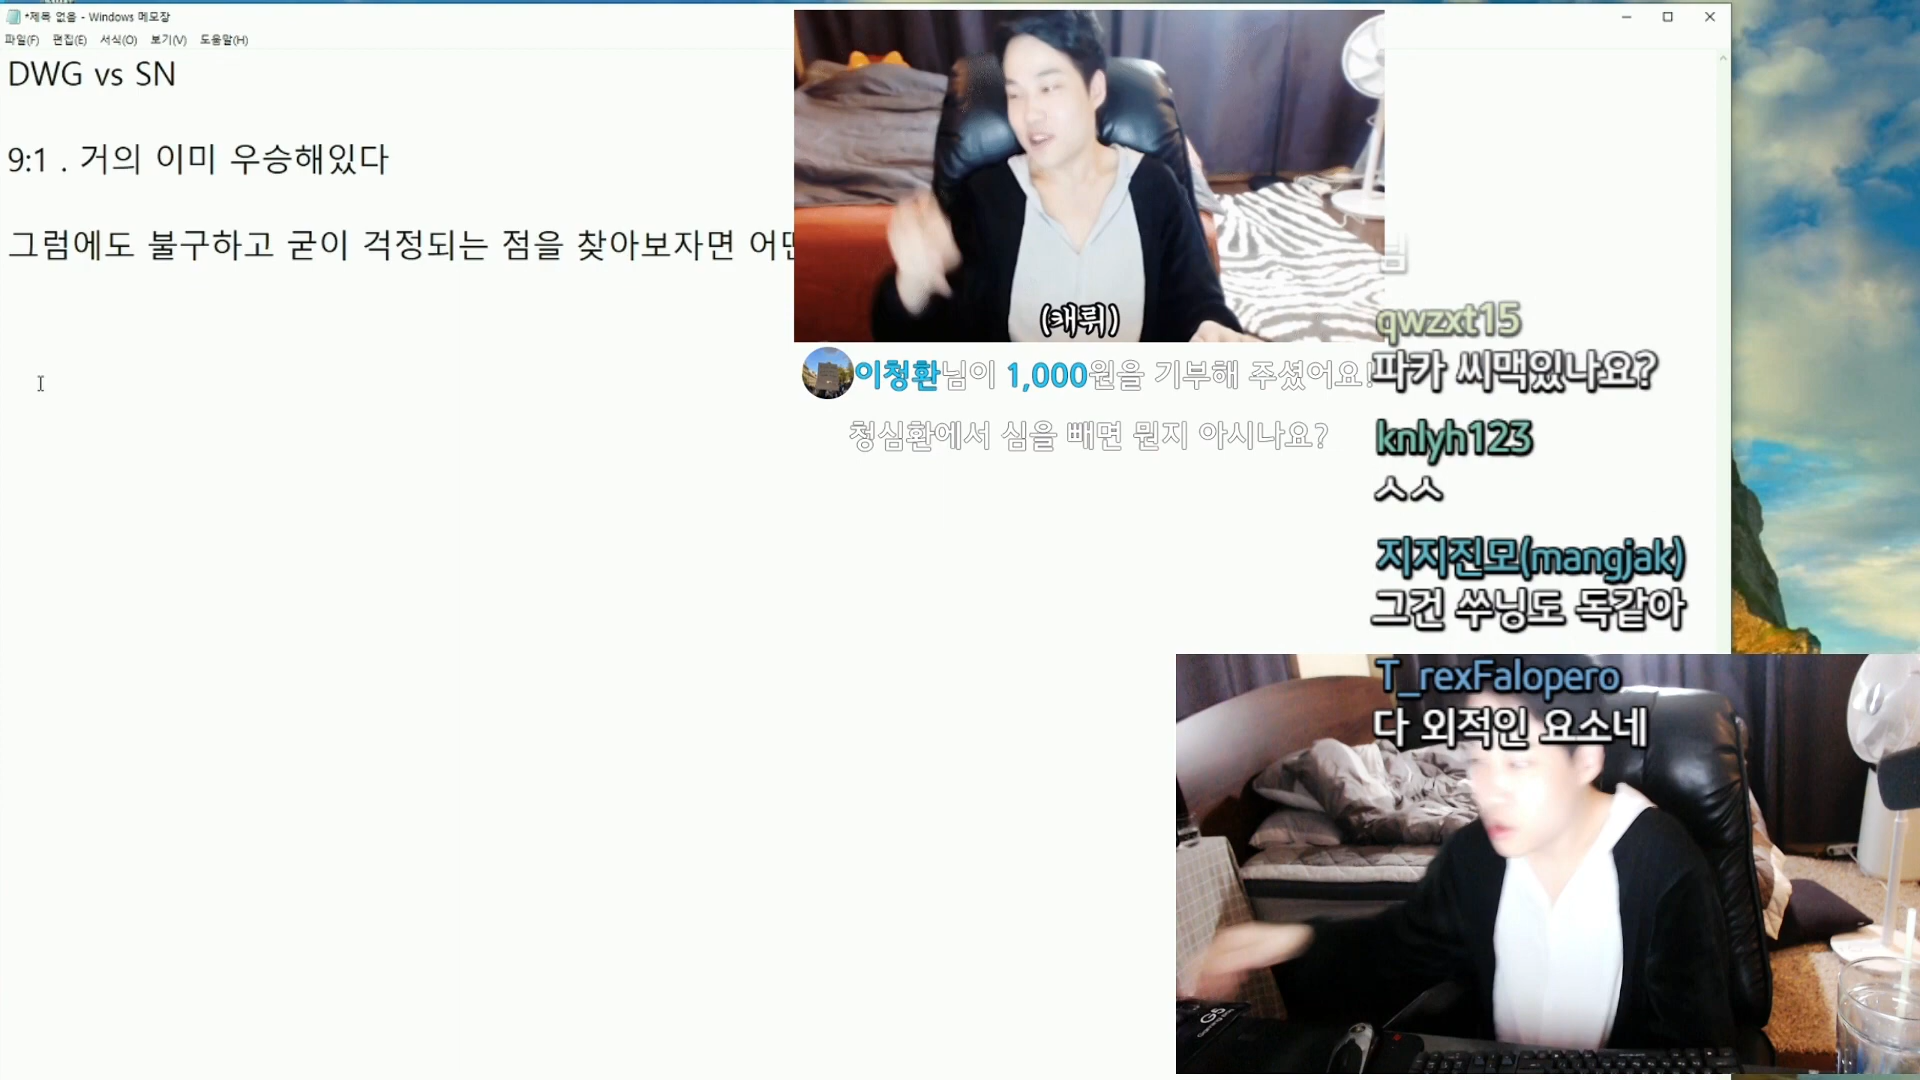 *제목 없음 - Windows 메모장
파일(F) 편집(E) 서식(O) 보기(V) 도움말(H)
DWG vs SN
9:1 . 거의 이미 우승해있다
그럼에도 불구하고 굳이 걱정되는 점을 찾아보자면
(캐뤼)
이청환님이 1,000원을 기부해 주셨어요!
청심환에서 심을 빼면 뭔지 아시나요?
님
qwzxt15
파카 씨맥있나요?
knlyh123
ㅅㅅ
지지진모(mangjak)
그건 쑤닝도 독같아
T_rexFalopero
다 외적인 요소네
G5